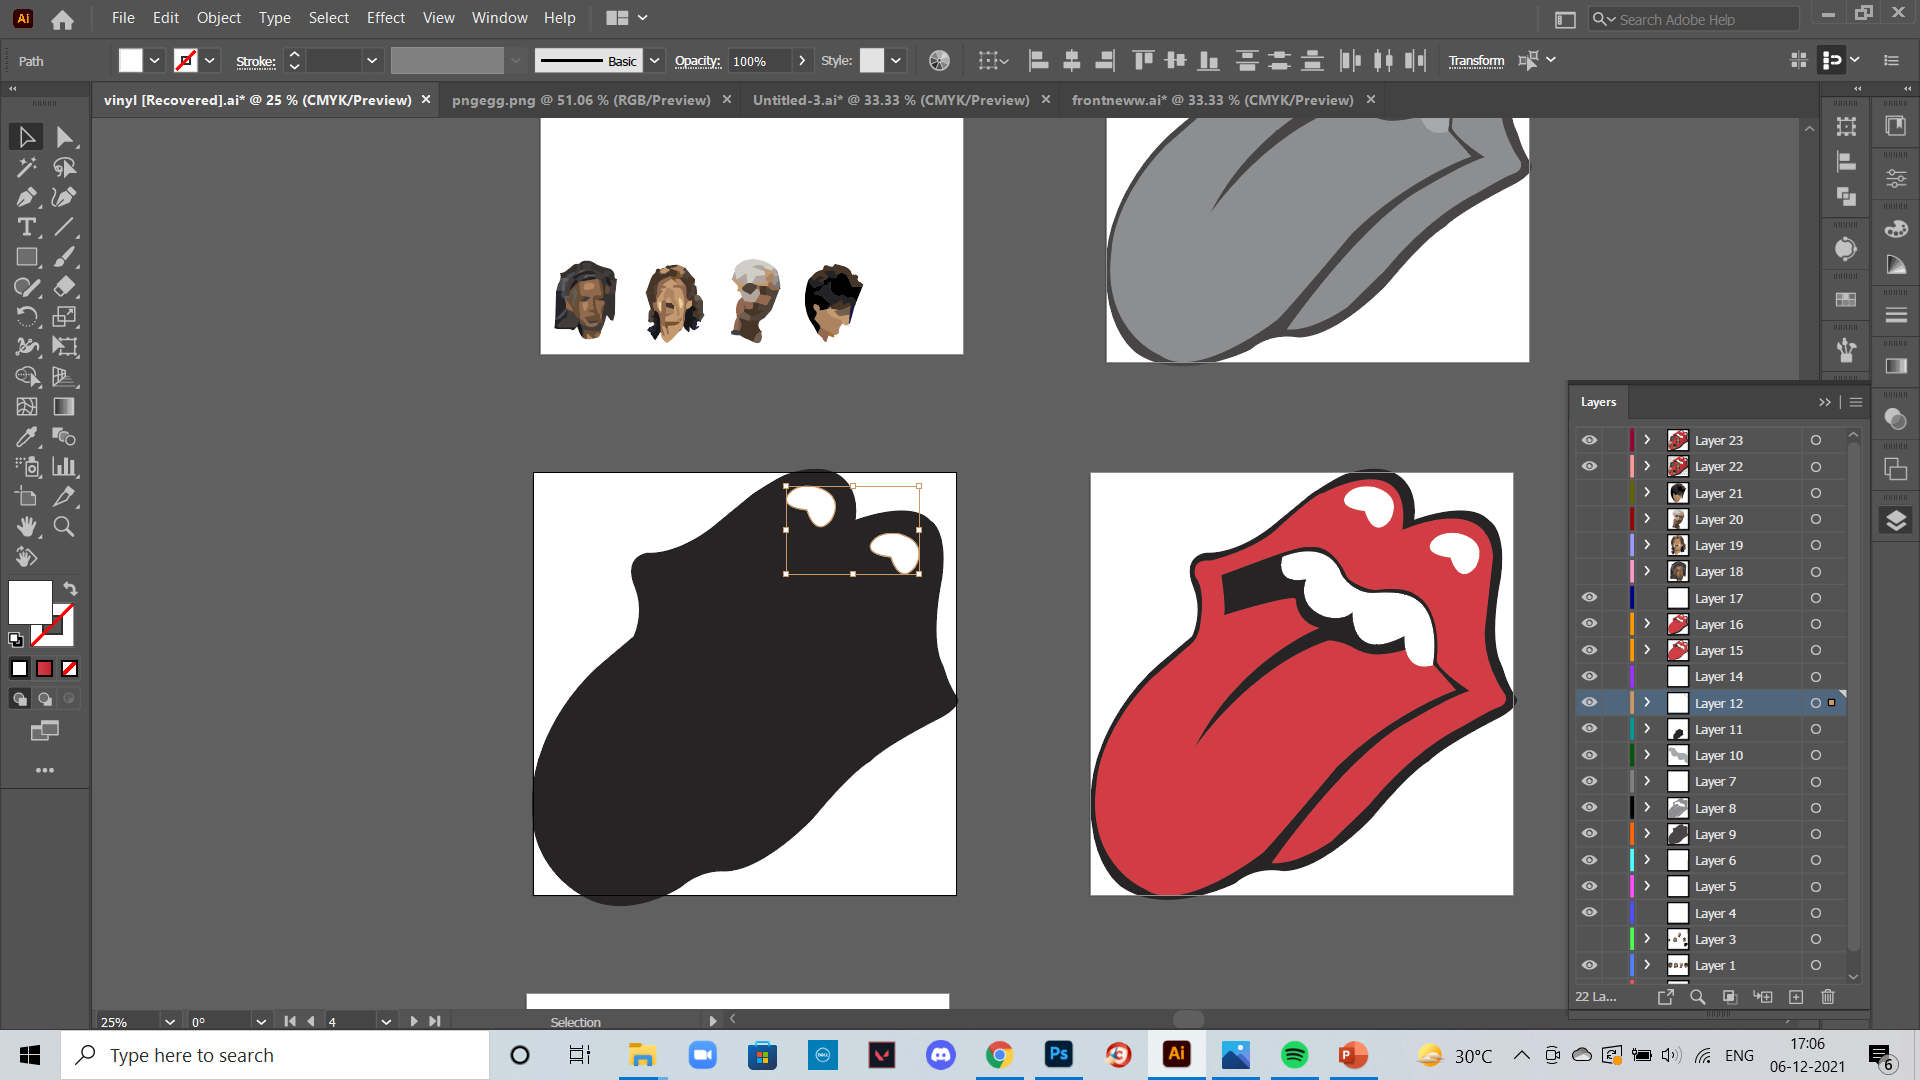 Ai File Edit Object Type Select Effect View Window Help Search Adobe Help
Path Stroke: Basic Opacity: 100% Style: Transform
vinyl [Recovered].ai* @ 25 % (CMYK/Preview) × pngegg.png @ 51.06 % (RGB/Preview) × Untitled-3.ai* @ 33.33 % (CMYK/Preview) × frontneww.ai* @ 33.33 % (CMYK/Preview) ×
Layers
Layer 23
Layer 22
Layer 21
Layer 20
Layer 19
Layer 18
Layer 17
Layer 16
Layer 15
Layer 14
Layer 12
Layer 11
Layer 10
Layer 7
Layer 8
Layer 9
Layer 6
Layer 5
Layer 4
Layer 3
Layer 1
22 La...
25% 0° 4 Selection
Type here to search
DELL Ps Ai P 30°C ENG
17:06
06-12-2021
6